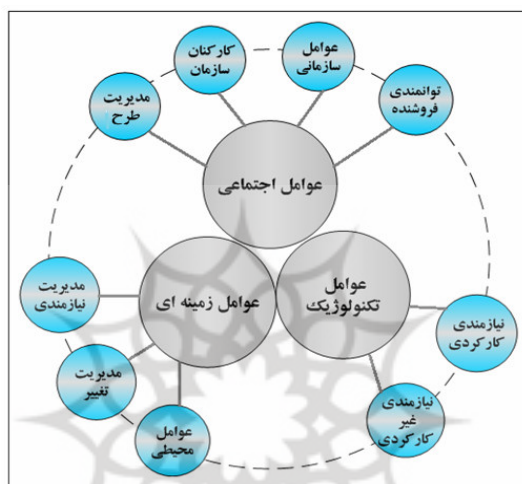 عوامل
سازمانی
کارکنان
سازمان
توانمندی
فروشنده
مدیریت
طرح
عوامل اجتماعی
عوامل
تکنولوژیک
عوامل زمینه ای
مدیریت
نیازمندی
نیازمندی
کارکردی
مدیریت
تغییر
نیازمندی
غیر
کارکردی
عوامل
محیطی